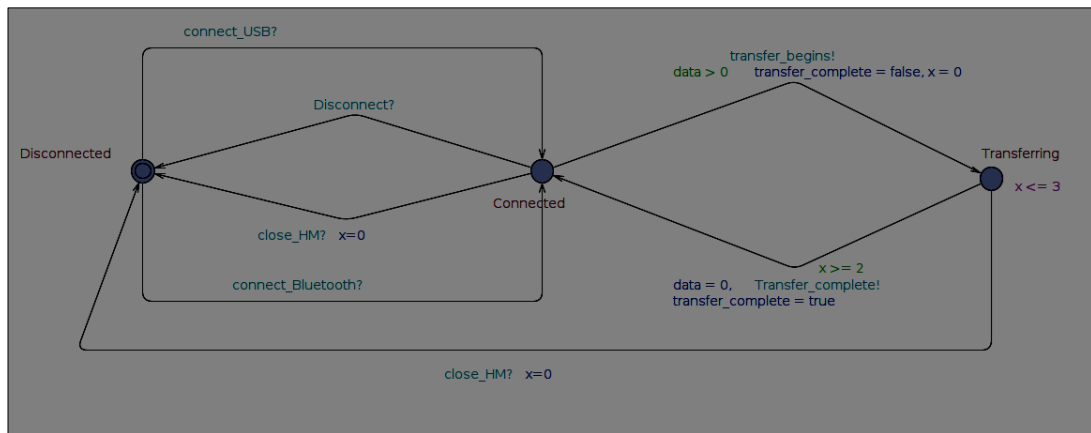 connect_USB?
transfer_begins!
data > 0 transfer_complete = false, x = 0
Disconnect?
Disconnected
Transferring
x <= 3
Connected
close_HM? x=0
x >= 2
connect_Bluetooth?
data = 0, Transfer_complete!
transfer_complete = true
close_HM? x=0